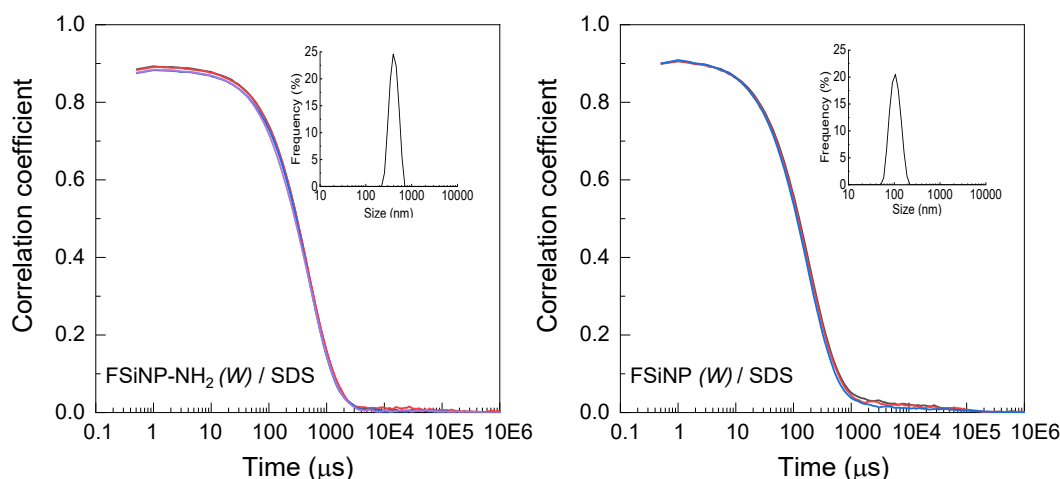 1.0
0.8
0.6
0.4
0.2
0.0
Correlation coefficient
0.1 1 10 100 1000 10E4 10E5 10E6
Time (μs)
FSiNP-NH₂ (W) / SDS
25
20
15
10
5
0
Frequency (%)
10 100 1000 10000
Size (nm)
1.0
0.8
0.6
0.4
0.2
0.0
Correlation coefficient
0.1 1 10 100 1000 10E4 10E5 10E6
Time (μs)
FSiNP (W) / SDS
25
20
15
10
5
0
Frequency (%)
10 100 1000 10000
Size (nm)